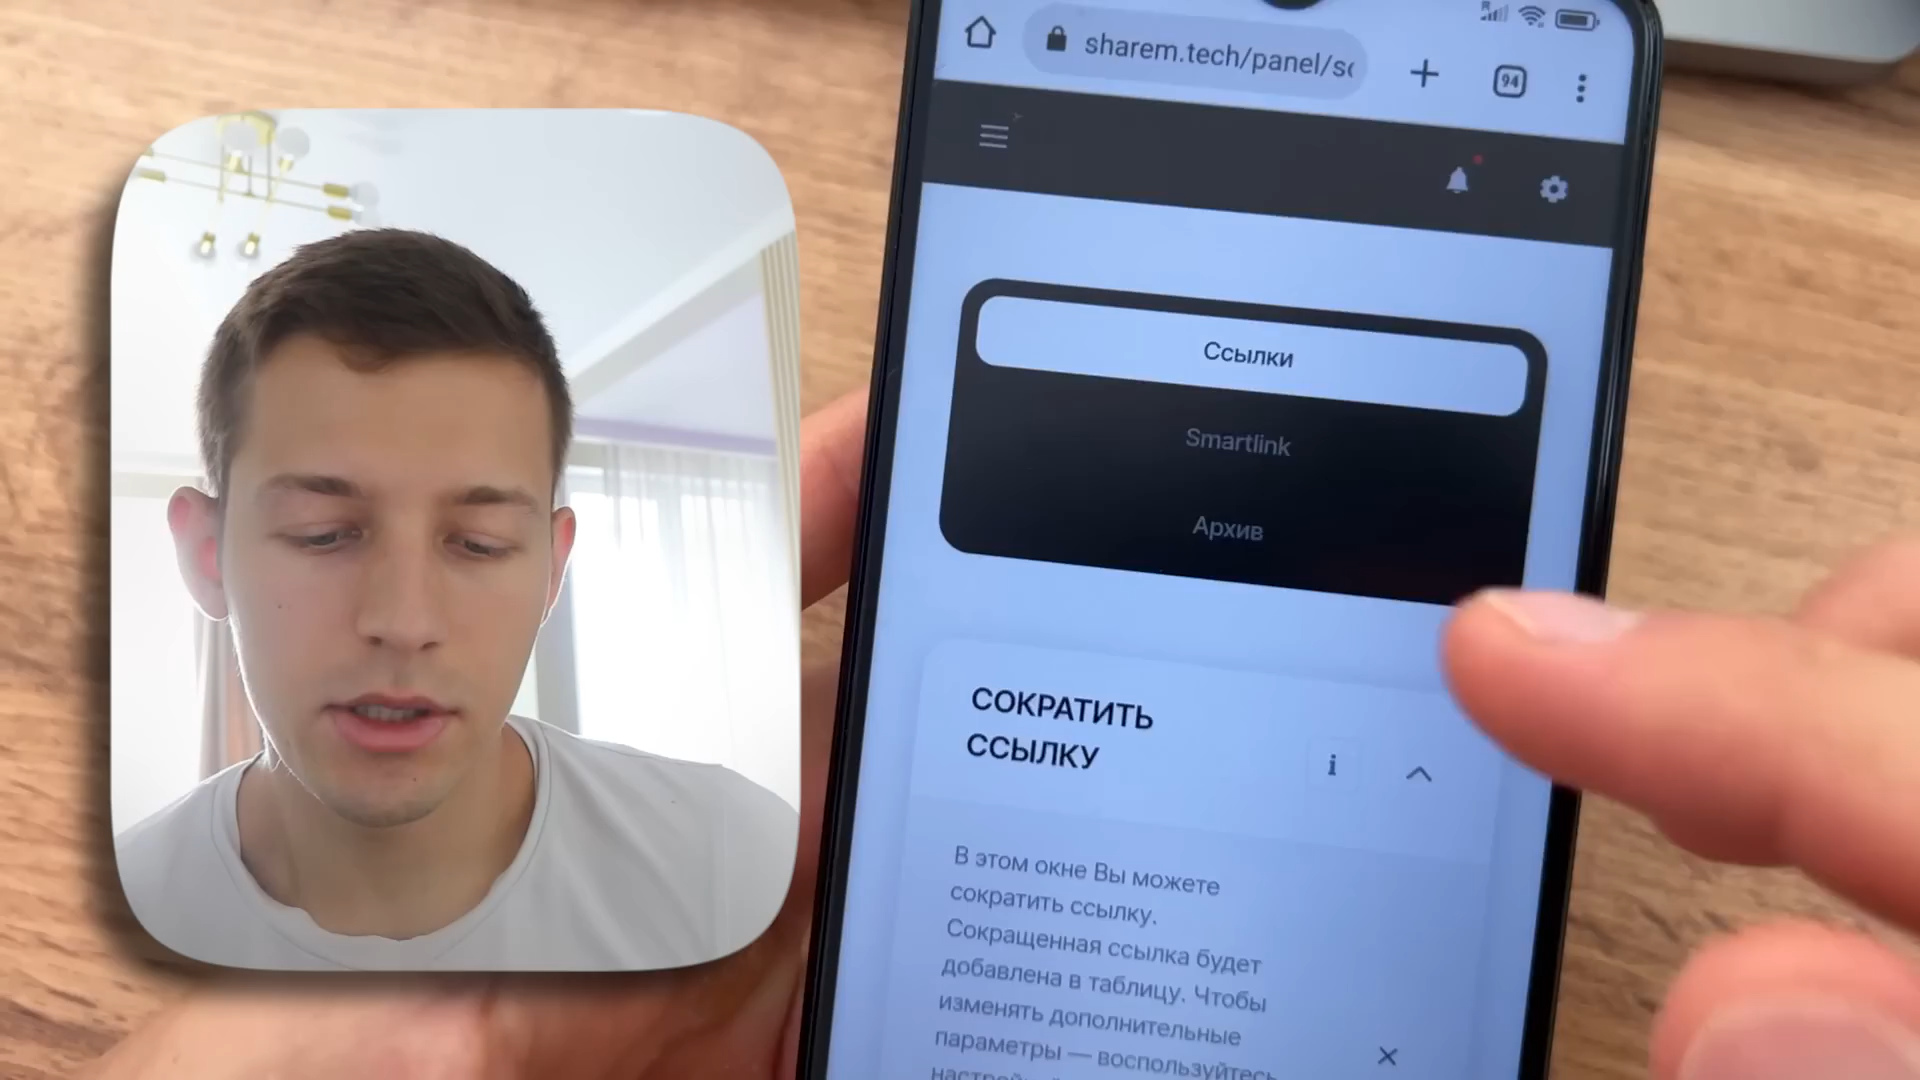 sharem.tech/panel/s
94
Ссылки
Smartlink
Архив
СОКРАТИТЬ
ССЫЛКУ
i
В этом окне Вы можете
сократить ссылку.
Сокращенная ссылка будет
добавлена в таблицу. Чтобы
изменять дополнительные
параметры — воспользуйтесь